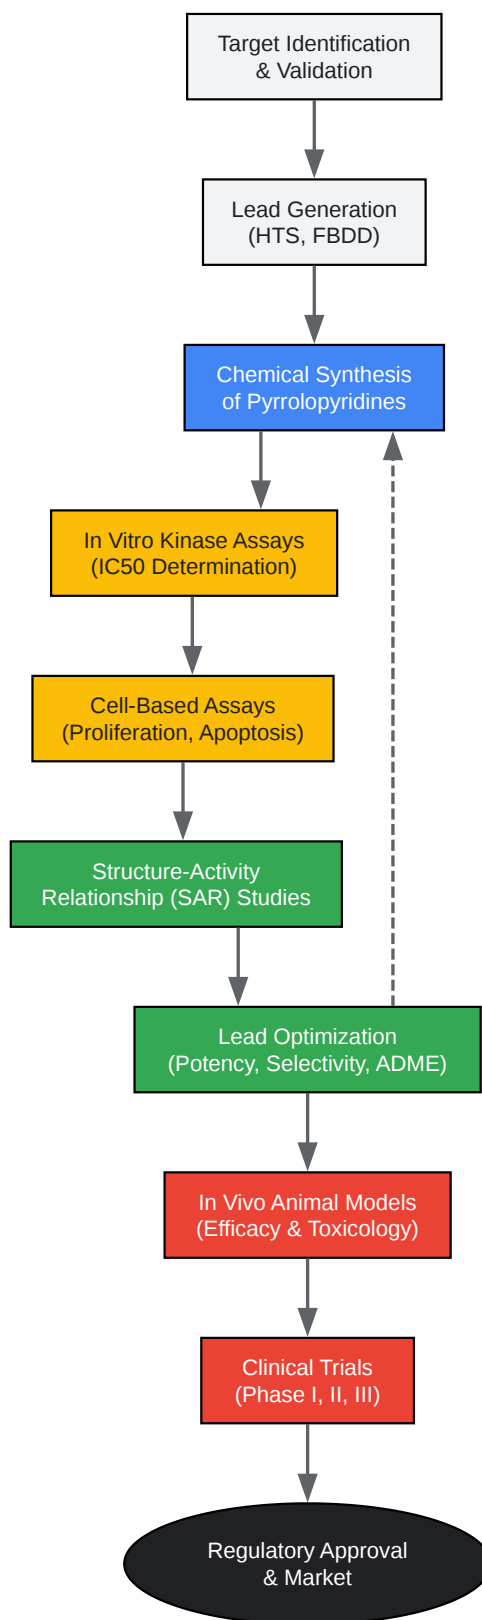 Target Identification
& Validation
Lead Generation
(HTS, FBDD)
Chemical Synthesis
of Pyrrolopyridines
In Vitro Kinase Assays
(IC50 Determination)
Cell-Based Assays
(Proliferation, Apoptosis)
Structure-Activity
Relationship (SAR) Studies
Lead Optimization
(Potency, Selectivity, ADME)
In Vivo Animal Models
(Efficacy & Toxicology)
Clinical Trials
(Phase I, II, III)
Regulatory Approval
& Market